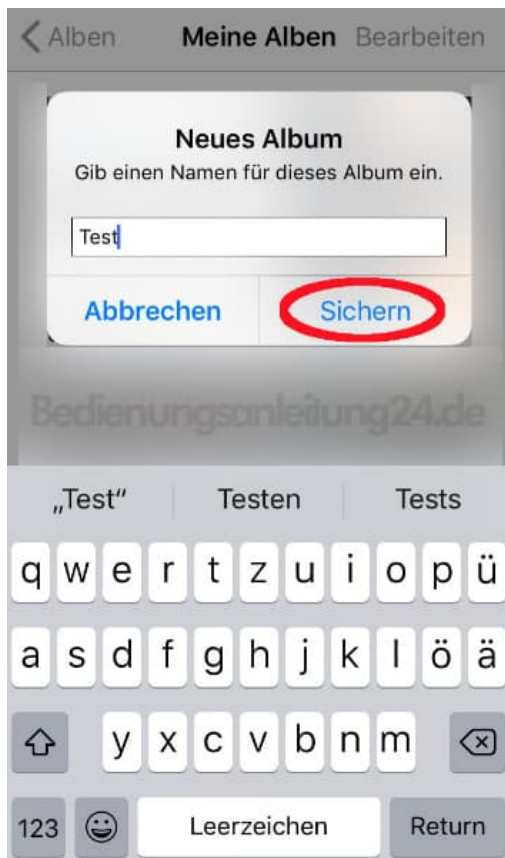 Alben Meine Alben Bearbeiten
Neues Album
Gib einen Namen für dieses Album ein.
Test
Abbrechen Sichern
Bedienungsanleitung24.de
„Test“ Testen Tests
q w e r t z u i o p ü
a s d f g h j k l ö ä
y x c v b n m
123 Leerzeichen Return